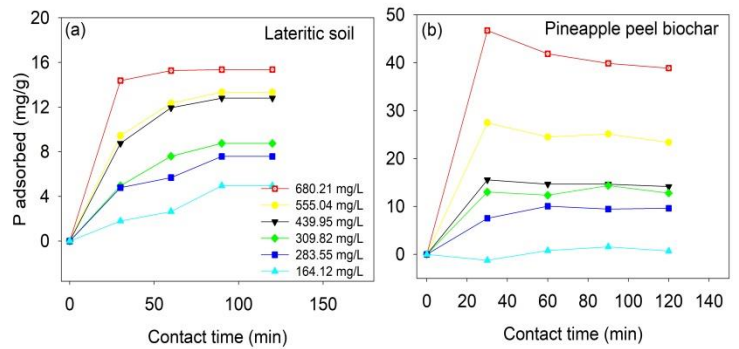 (a) Lateritic soil
(b) Pineapple peel biochar
P adsorbed (mg/g)
20
16
12
8
4
0
680.21 mg/L
555.04 mg/L
439.95 mg/L
309.82 mg/L
283.55 mg/L
164.12 mg/L
0 50 100 150
Contact time (min)
50
40
30
20
10
0
0 20 40 60 80 100 120 140
Contact time (min)